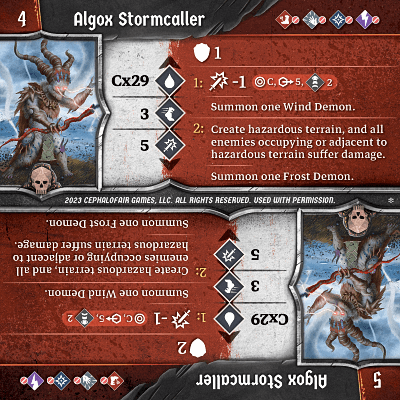 4
Algox Stormcaller
1
Cx29
3
5
1: -1 C, 5, 2
Summon one Wind Demon.
2: Create hazardous terrain, and all
enemies occupying or adjacent to
hazardous terrain suffer damage.
Summon one Frost Demon.
2023 CEPHALOFAIR GAMES, LLC. ALL RIGHTS RESERVED. USED WITH PERMISSION.
5
Algox Stormcaller
2
Cx29
3
5
1: -1 C, 5, 2
Summon one Wind Demon.
2: Create hazardous terrain, and all
enemies occupying or adjacent to
hazardous terrain suffer damage.
Summon one Frost Demon.